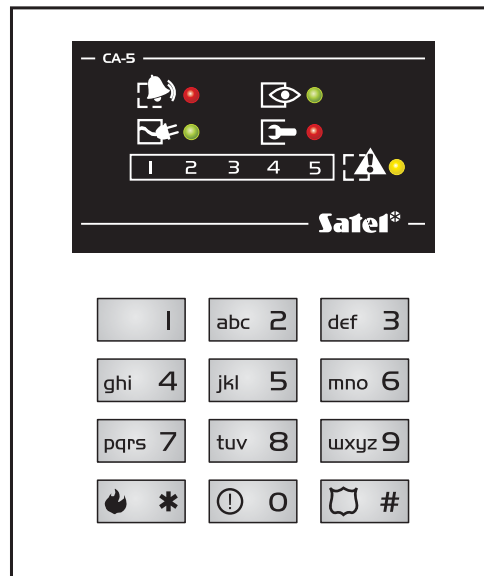 CA-5
1 2 3 4 5
Satel*
1 abc 2 def 3
ghi 4 jkl 5 mno 6
pqrs 7 tuv 8 wxyz 9
* 0 #